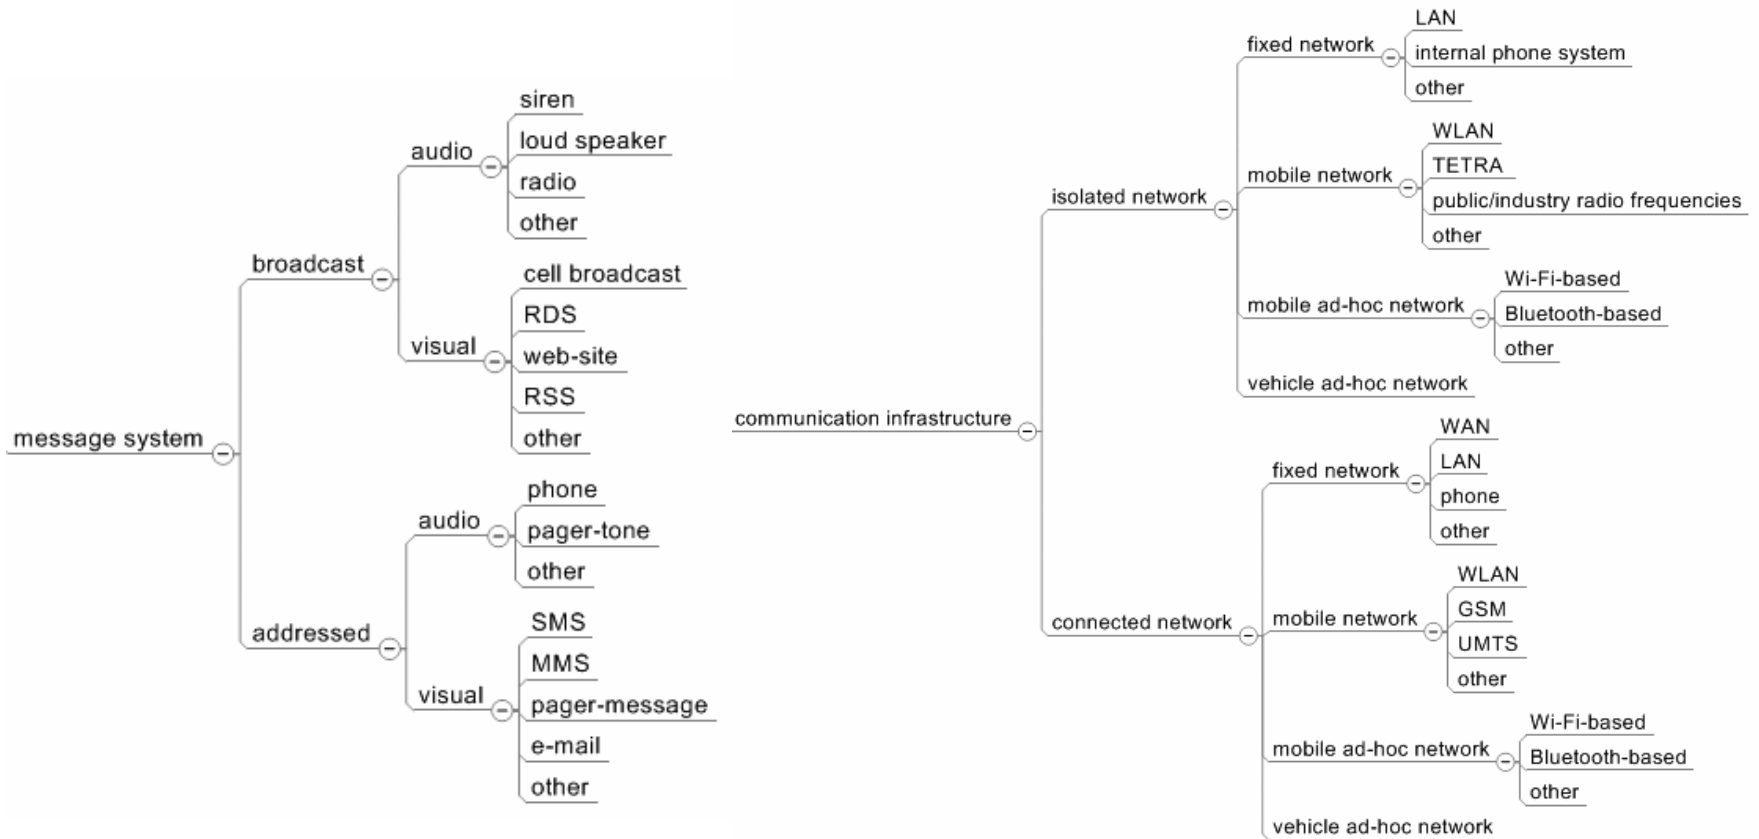 message system
broadcast
audio
siren
loud speaker
radio
other
visual
cell broadcast
RDS
web-site
RSS
other
addressed
audio
phone
pager-tone
other
visual
SMS
MMS
pager-message
e-mail
other
communication infrastructure
isolated network
fixed network
LAN
internal phone system
other
mobile network
WLAN
TETRA
public/industry radio frequencies
other
mobile ad-hoc network
Wi-Fi-based
Bluetooth-based
other
vehicle ad-hoc network
connected network
fixed network
WAN
LAN
phone
other
mobile network
WLAN
GSM
UMTS
other
mobile ad-hoc network
Wi-Fi-based
Bluetooth-based
other
vehicle ad-hoc network